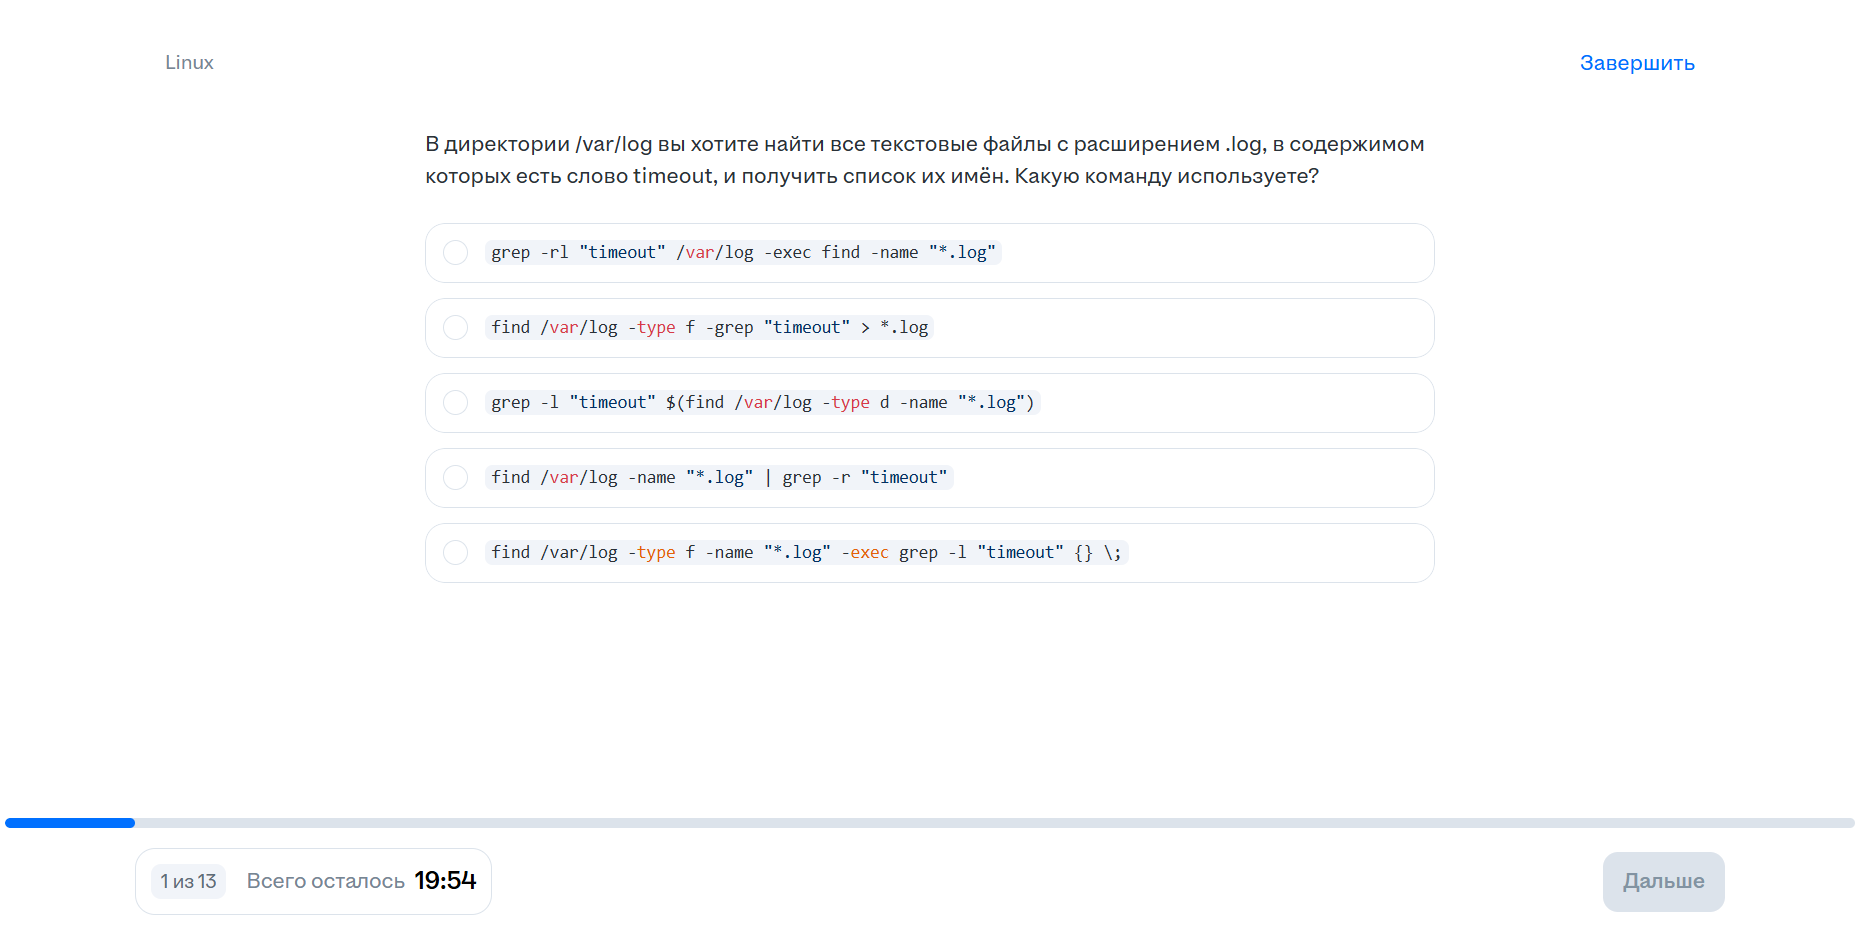 Linux
Завершить
В директории /var/log вы хотите найти все текстовые файлы с расширением .log, в содержимом
которых есть слово timeout, и получить список их имён. Какую команду используете?
grep -rl "timeout" /var/log -exec find -name "*.log"
find /var/log -type f -grep "timeout" > *.log
grep -l "timeout" $(find /var/log -type d -name "*.log")
find /var/log -name "*.log" | grep -r "timeout"
find /var/log -type f -name "*.log" -exec grep -l "timeout" {} \;
1 из 13
Всего осталось 19:54
Дальше